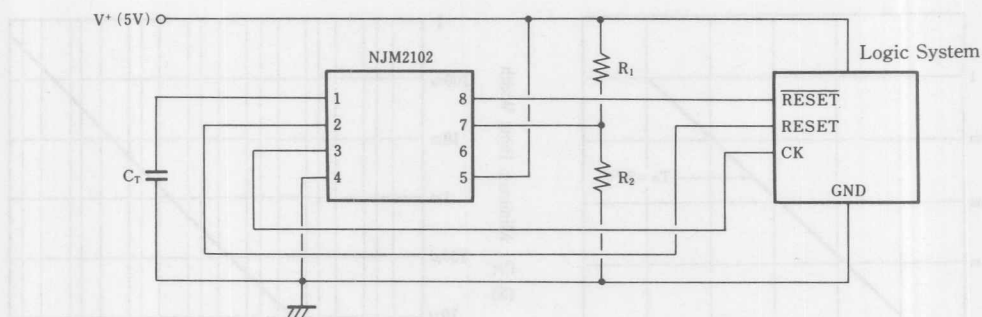 V⁺ (5V)
NJM2102
Logic System
R₁
1 8
RESET
2 7
RESET
3 6
CK
4 5
C_T
R₂
GND